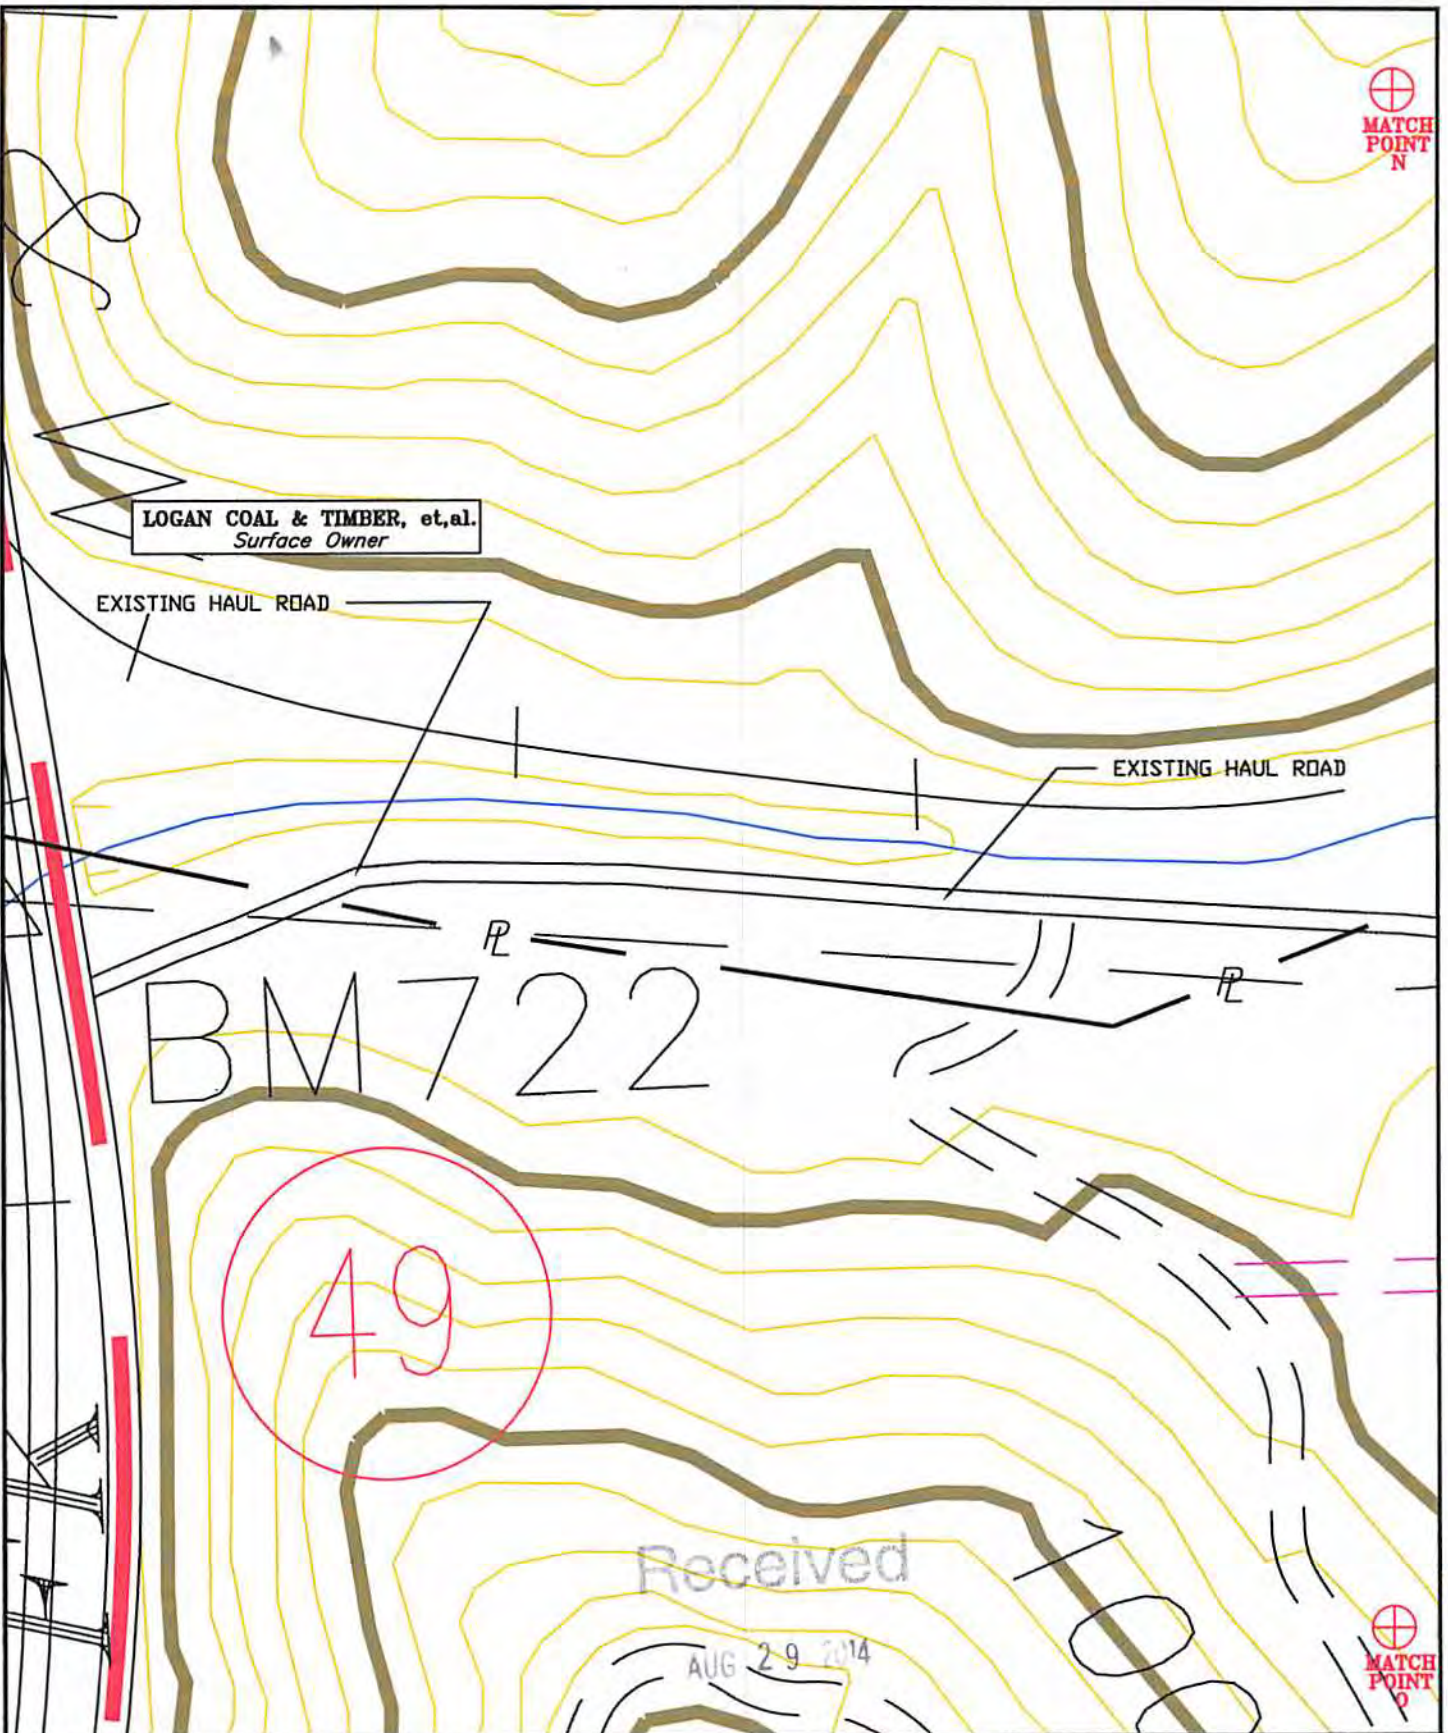 MATCH
POINT
N
&
LOGAN COAL & TIMBER, et,al.
Surface Owner
EXISTING HAUL ROAD
EXISTING HAUL ROAD
PL
PL
BM722
49
Received
AUG 29 2014
MATCH
POINT
O